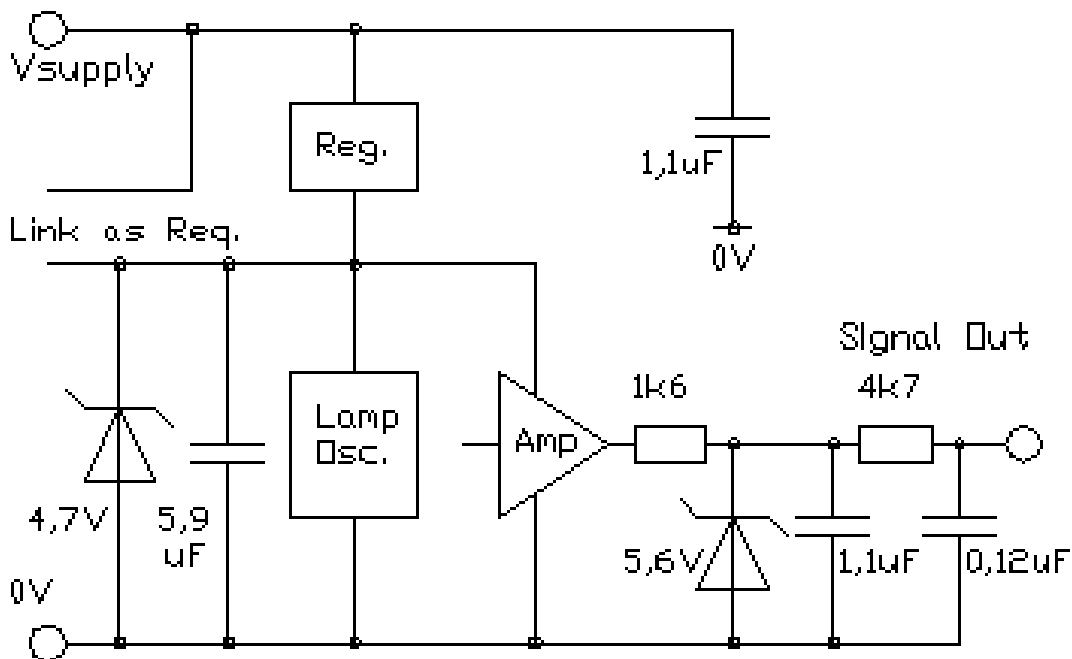 Vsupply
Reg.
1,1uF
Link as Req.
0V
SIgnal Out
1k6
4k7
Lamp
Osc.
Amp
4,7V
5,9
uF
5,6V
1,1uF
0,12uF
0V